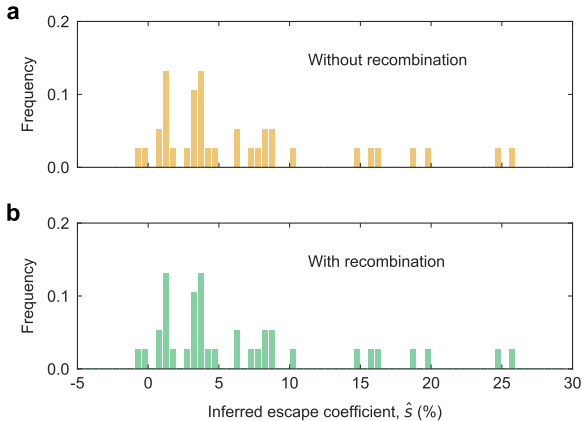 a
0.2
Without recombination
0.1
Frequency
0.0
b
0.2
With recombination
0.1
Frequency
0.0
-5 0 5 10 15 20 25 30
Inferred escape coefficient, ŝ (%)